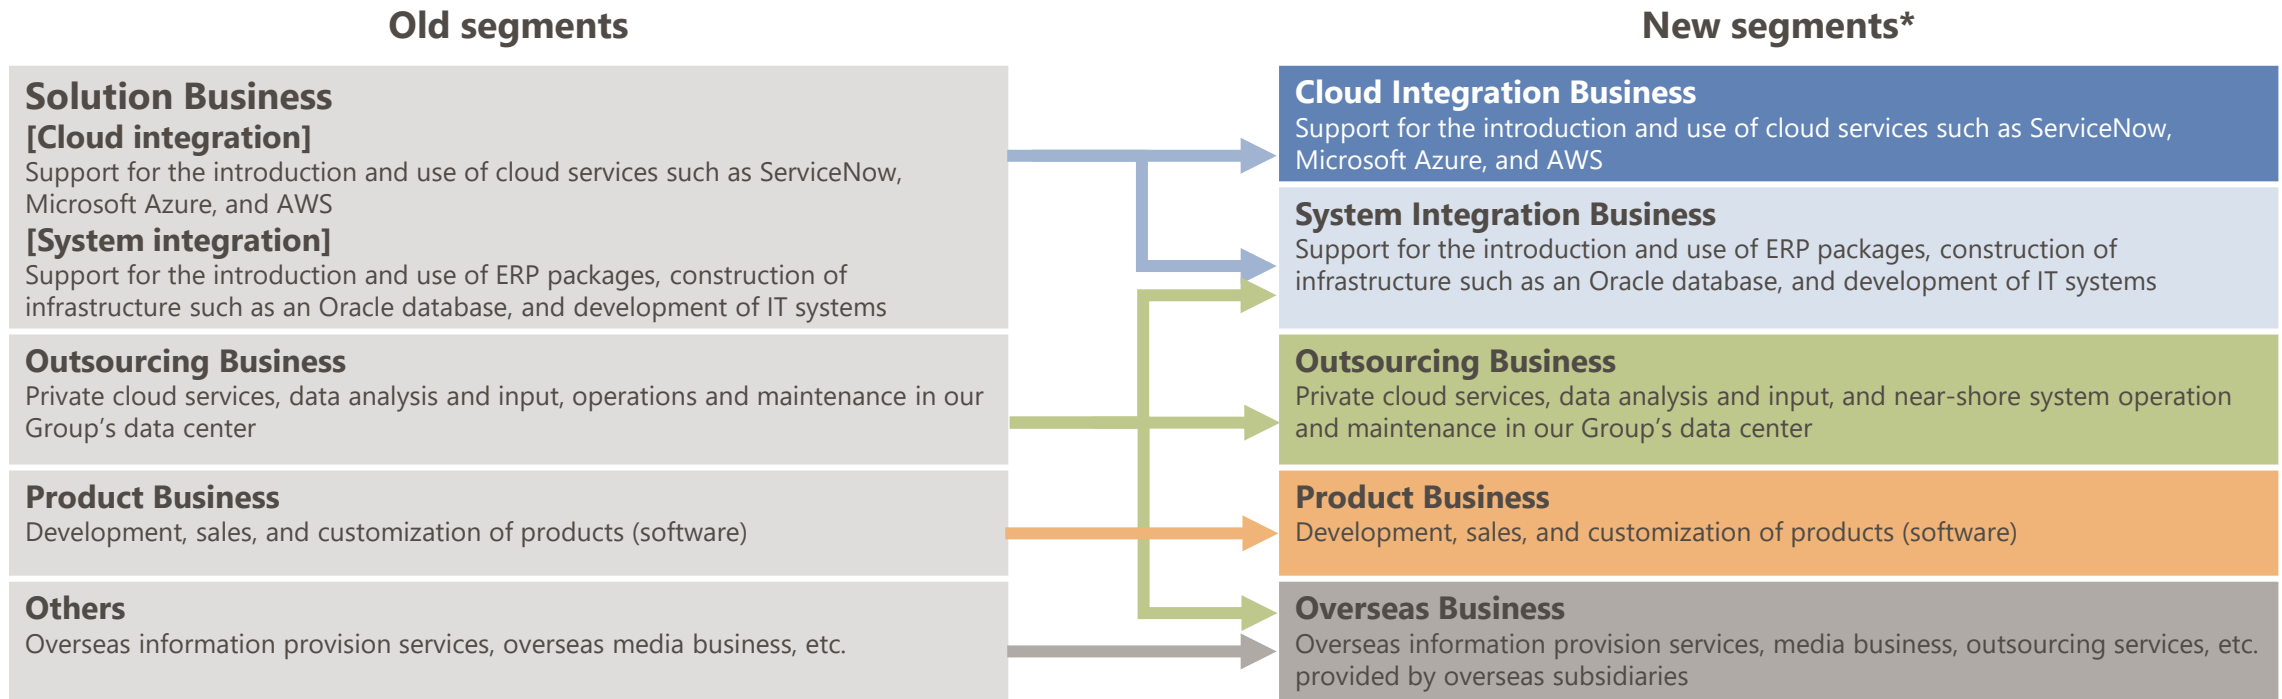 Old segments
Solution Business
[Cloud integration]
Support for the introduction and use of cloud services such as ServiceNow,
Microsoft Azure, and AWS
[System integration]
Support for the introduction and use of ERP packages, construction of
infrastructure such as an Oracle database, and development of IT systems
Outsourcing Business
Private cloud services, data analysis and input, operations and maintenance in our
Group’s data center
Product Business
Development, sales, and customization of products (software)
Others
Overseas information provision services, overseas media business, etc.
New segments*
Cloud Integration Business
Support for the introduction and use of cloud services such as ServiceNow,
Microsoft Azure, and AWS
System Integration Business
Support for the introduction and use of ERP packages, construction of
infrastructure such as an Oracle database, and development of IT systems
Outsourcing Business
Private cloud services, data analysis and input, and near-shore system operation
and maintenance in our Group’s data center
Product Business
Development, sales, and customization of products (software)
Overseas Business
Overseas information provision services, media business, outsourcing services, etc.
provided by overseas subsidiaries